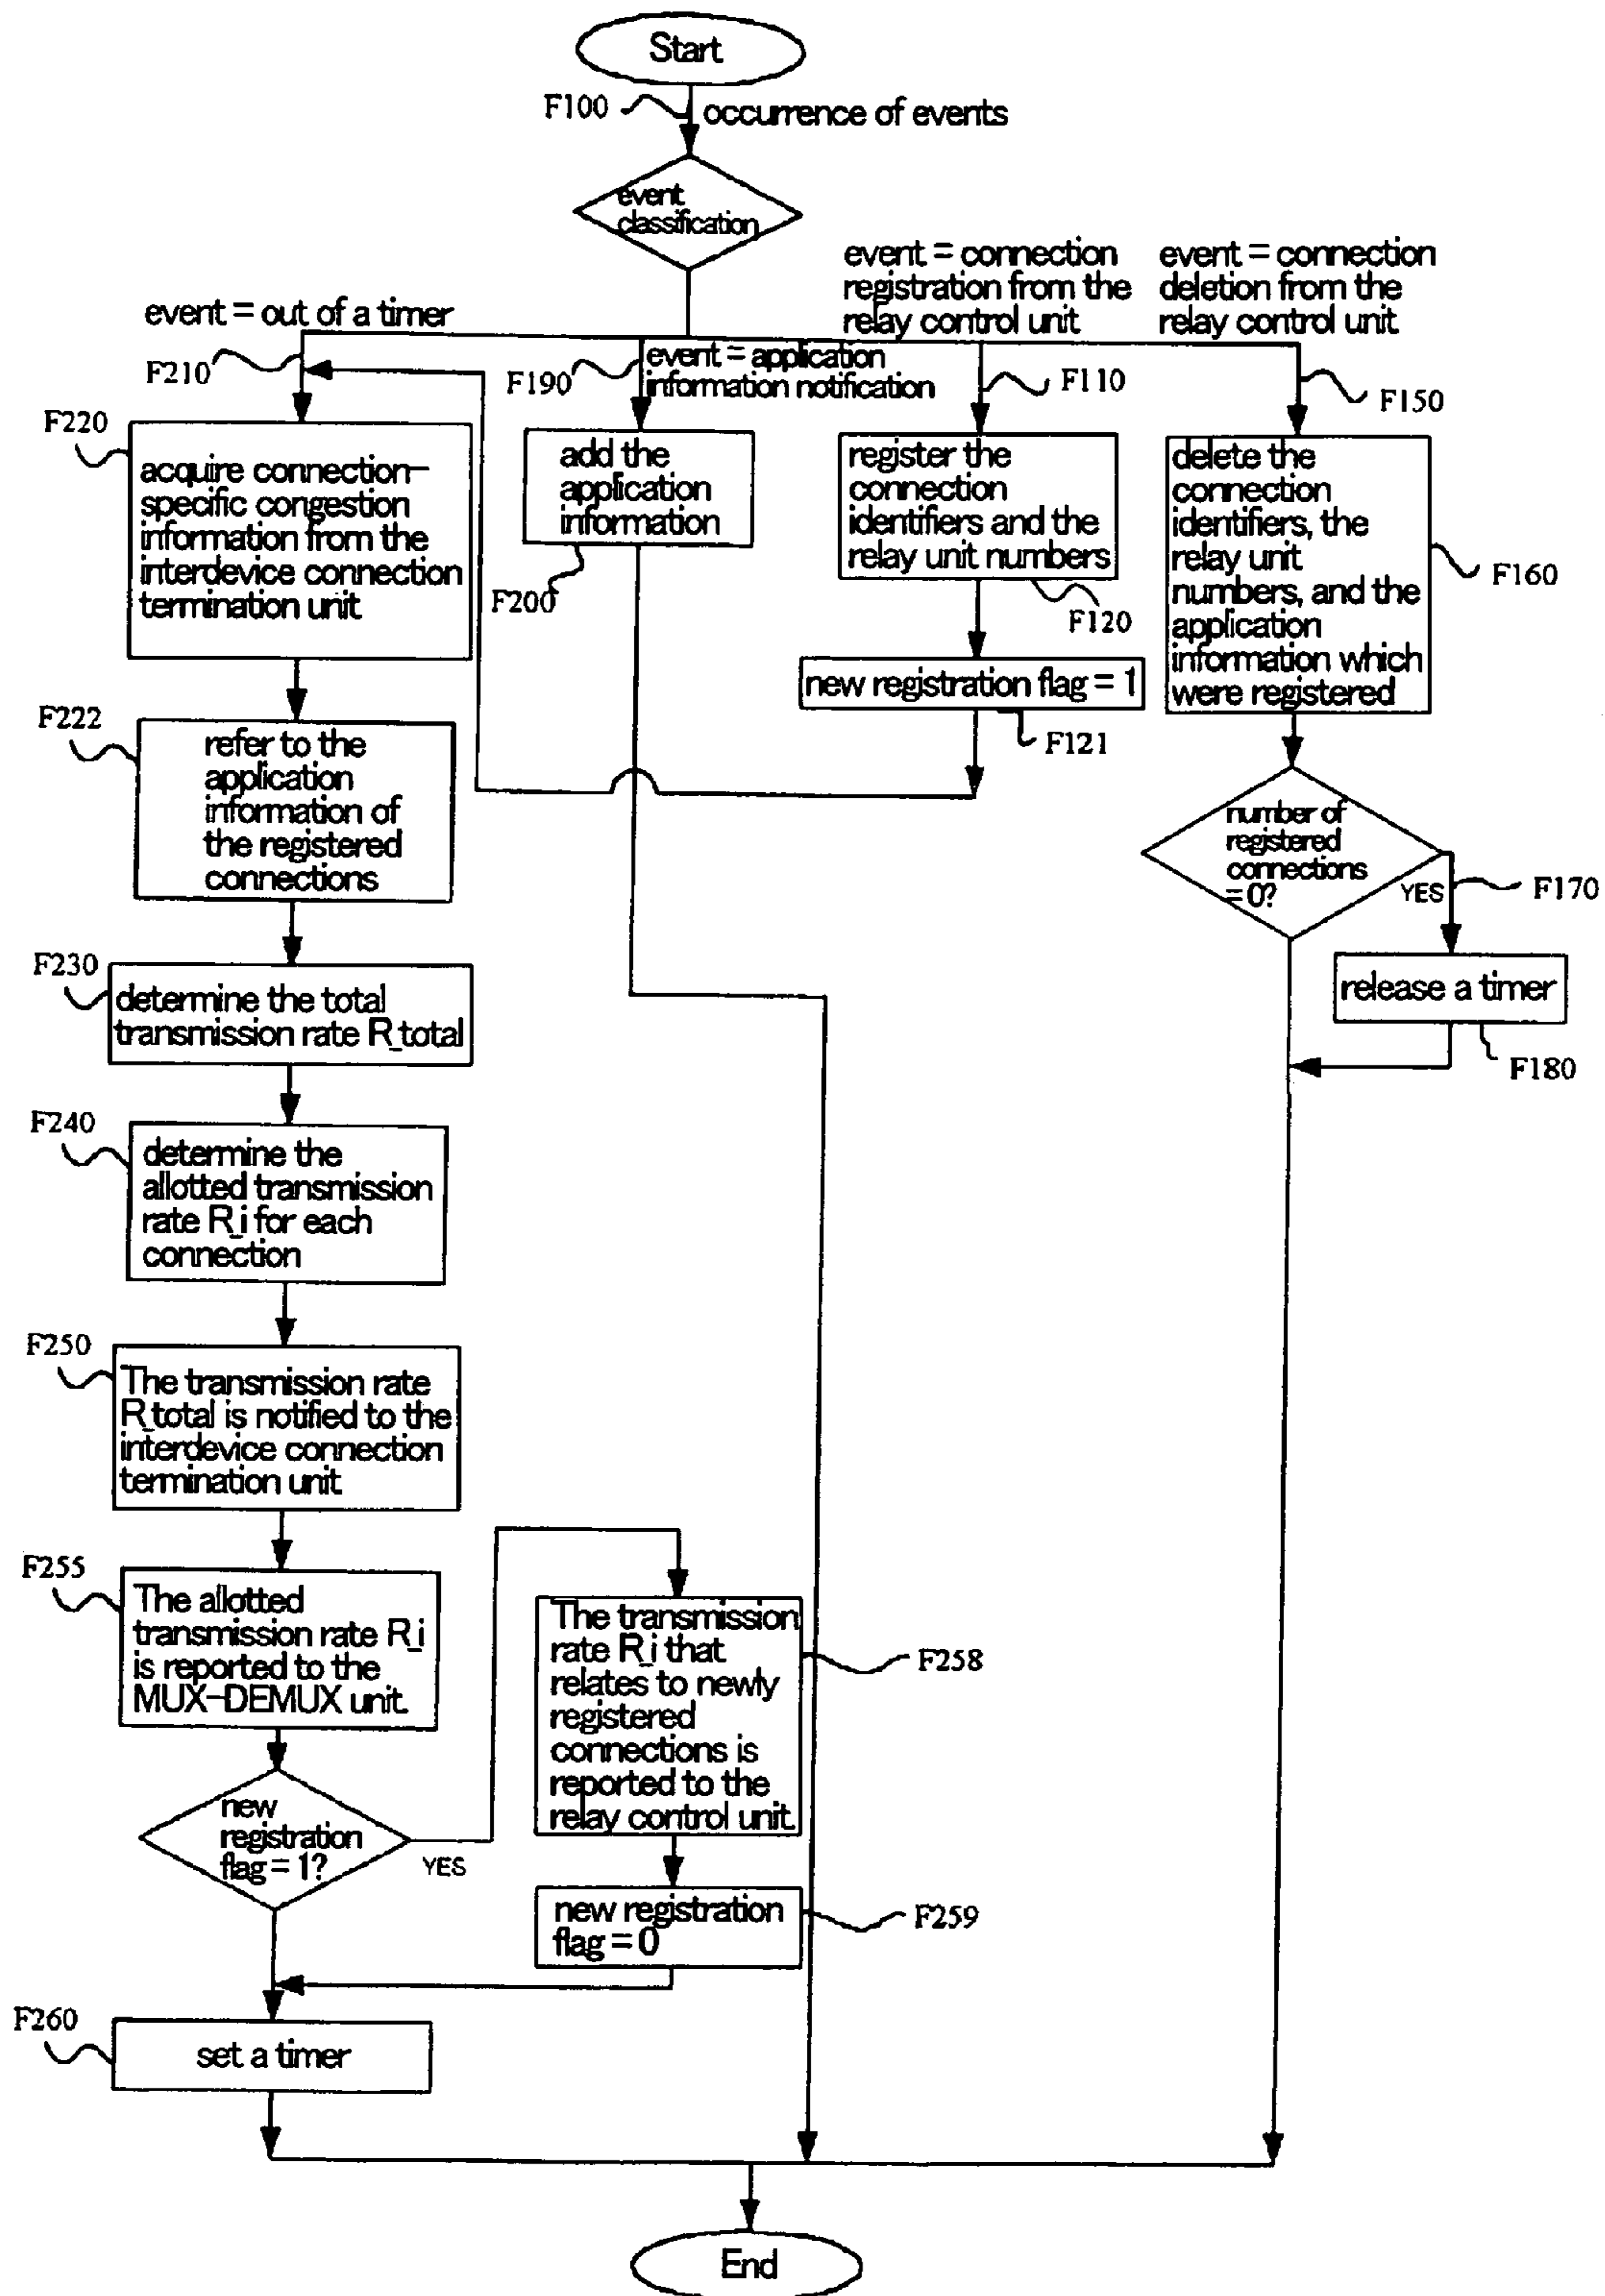 Start
F100
occurrence of events
event
classification
event = out of a timer
event = connection
registration from the
relay control unit
event = connection
deletion from the
relay control unit
F210
F190
event = application
information notification
F110
F150
F220
acquire connection-
specific congestion
information from the
interdevice connection
termination unit
add the
application
information
F200
register the
connection
identifiers and the
relay unit numbers
F120
new registration flag = 1
F121
delete the
connection
identifiers, the
relay unit
numbers, and the
application
information which
were registered
F160
F222
refer to the
application
information of
the registered
connections
number of
registered
connections
= 0?
YES
F170
release a timer
F180
F230
determine the total
transmission rate R_total
F240
determine the
allotted transmission
rate R_i for each
connection
F250
The transmission rate
R_total is notified to the
interdevice connection
termination unit
F255
The allotted
transmission rate R_i
is reported to the
MUX-DEMUX unit.
The transmission
rate R_i that
relates to newly
registered
connections is
reported to the
relay control unit.
F258
new
registration
flag = 1?
YES
new registration
flag = 0
F259
F260
set a timer
End